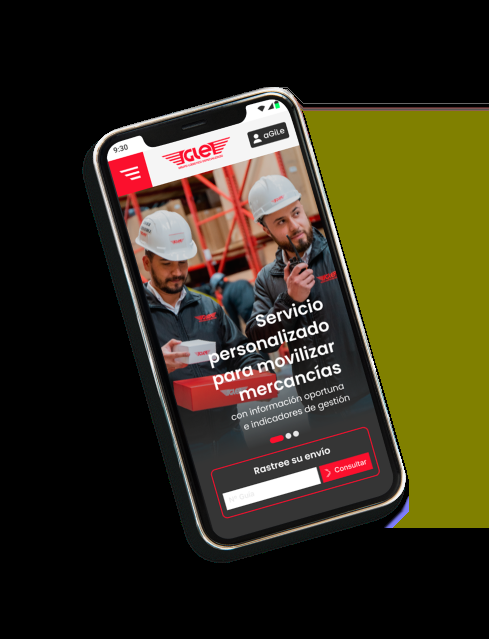 9:30
aGiLe
Servicio
personalizado
para movilizar
mercancías
con información oportuna
e indicadores de gestión
Rastree su envío
N° Guía
Consultar